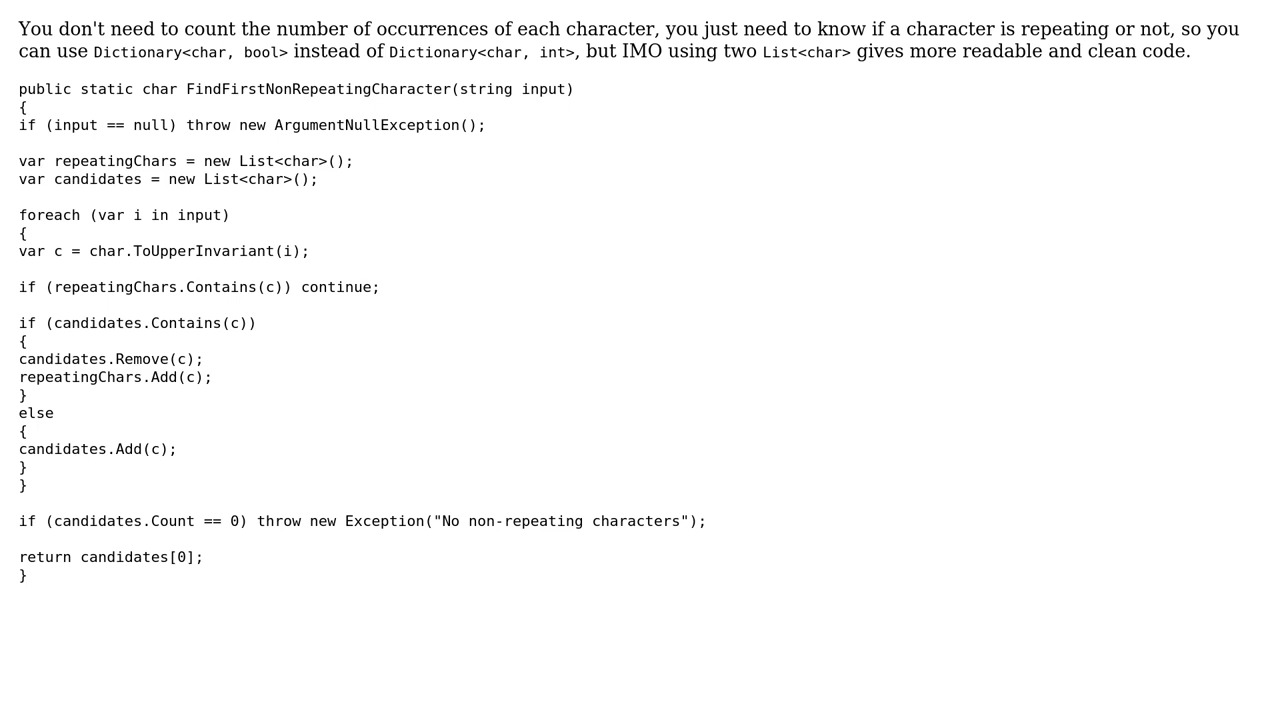 You don't need to count the number of occurrences of each character, you just need to know if a character is repeating or not, so you
can use Dictionary<char, bool> instead of Dictionary<char, int>, but IMO using two List<char> gives more readable and clean code.
public static char FindFirstNonRepeatingCharacter(string input)
{
if (input == null) throw new ArgumentNullException();
var repeatingChars = new List<char>();
var candidates = new List<char>();
foreach (var i in input)
{
var c = char.ToUpperInvariant(i);
if (repeatingChars.Contains(c)) continue;
if (candidates.Contains(c))
{
candidates.Remove(c);
repeatingChars.Add(c);
}
else
{
candidates.Add(c);
}
}
if (candidates.Count == 0) throw new Exception("No non-repeating characters");
return candidates[0];
}